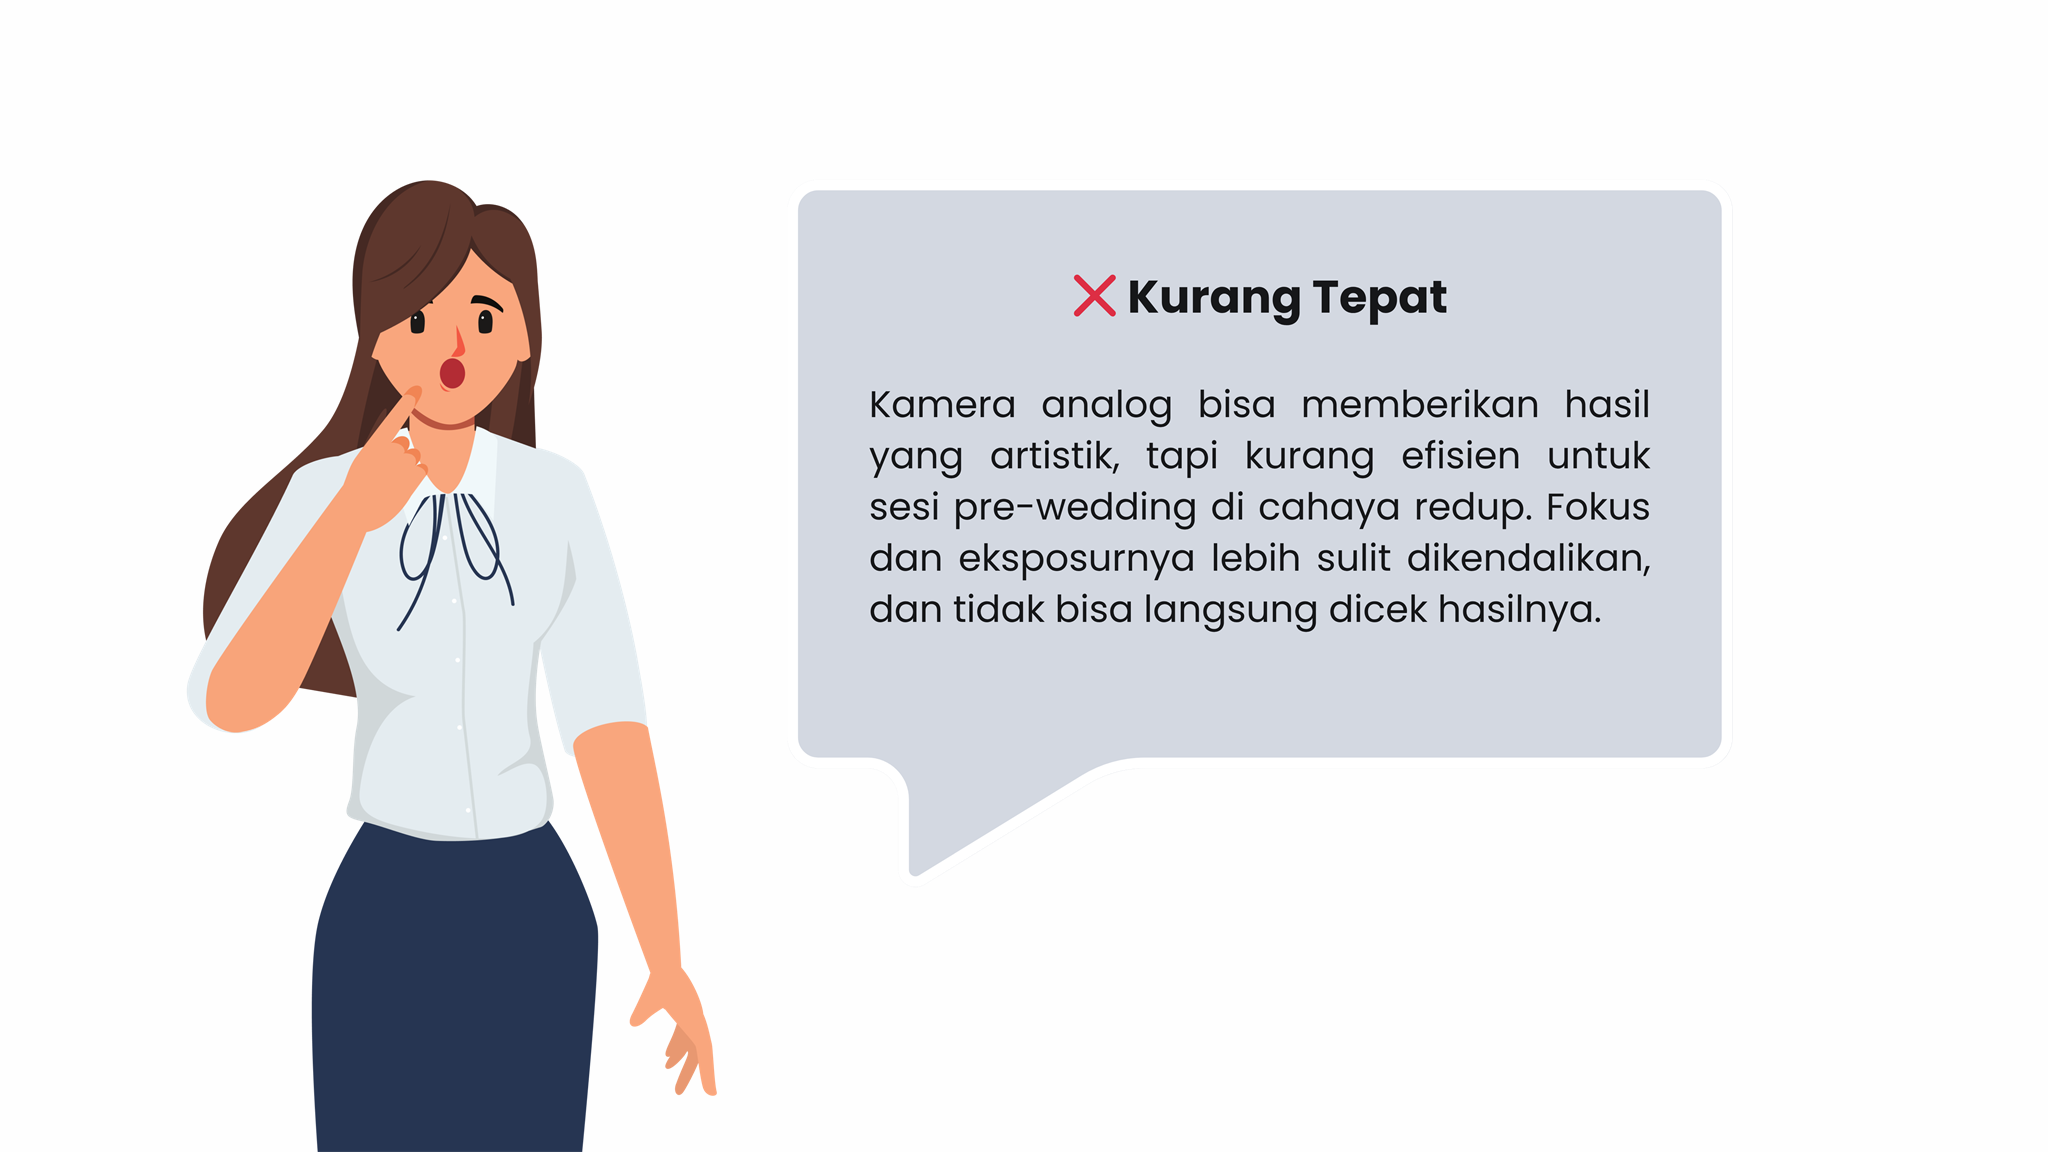 ❌ Kurang Tepat
Kamera analog bisa memberikan hasil
yang artistik, tapi kurang efisien untuk
sesi pre-wedding di cahaya redup. Fokus
dan eksposurnya lebih sulit dikendalikan,
dan tidak bisa langsung dicek hasilnya.